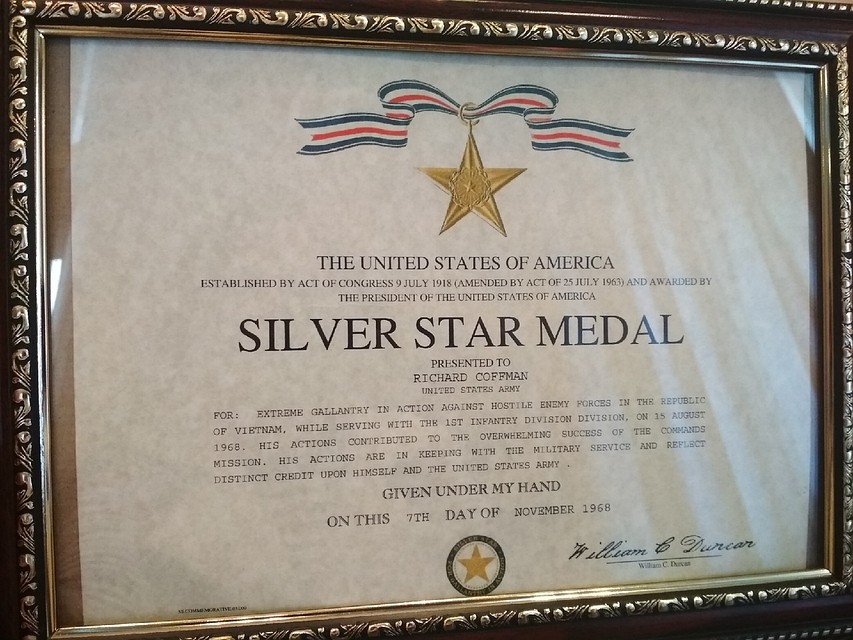 THE UNITED STATES OF AMERICA
ESTABLISHED BY ACT OF CONGRESS 9 JULY 1918 (AMENDED BY ACT OF 25 JULY 1963) AND AWARDED BY
THE PRESIDENT OF THE UNITED STATES OF AMERICA
SILVER STAR MEDAL
PRESENTED TO
RICHARD COFFMAN
UNITED STATES ARMY
FOR: EXTREME GALLANTRY IN ACTION AGAINST HOSTILE ENEMY FORCES IN THE REPUBLIC
OF VIETNAM, WHILE SERVING WITH THE 1ST INFANTRY DIVISION DIVISION, ON 15 AUGUST
1968. HIS ACTIONS CONTRIBUTED TO THE OVERWHELMING SUCCESS OF THE COMMANDS
MISSION. HIS ACTIONS ARE IN KEEPING WITH THE MILITARY SERVICE AND REFLECT
DISTINCT CREDIT UPON HIMSELF AND THE UNITED STATES ARMY .
GIVEN UNDER MY HAND
ON THIS 7TH DAY OF NOVEMBER 1968
William C Duncan
William C. Duncan